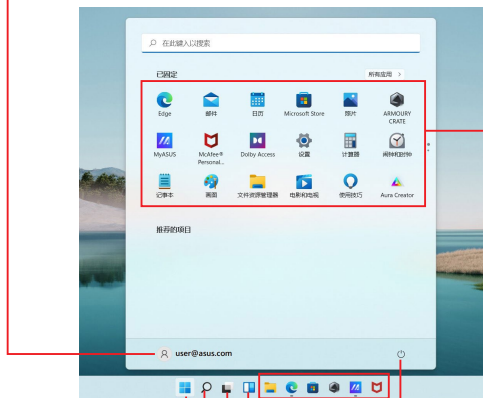 在此键入以搜索
已固定 所有应用 >
Edge 邮件 日历 Microsoft Store 照片 ARMOURY CRATE
MyASUS McAfee® Personal... Dolby Access 设置 计算器 闹钟和时钟
记事本 画图 文件资源管理器 电影和电视 使用技巧 Aura Creator
推荐的项目
user@asus.com